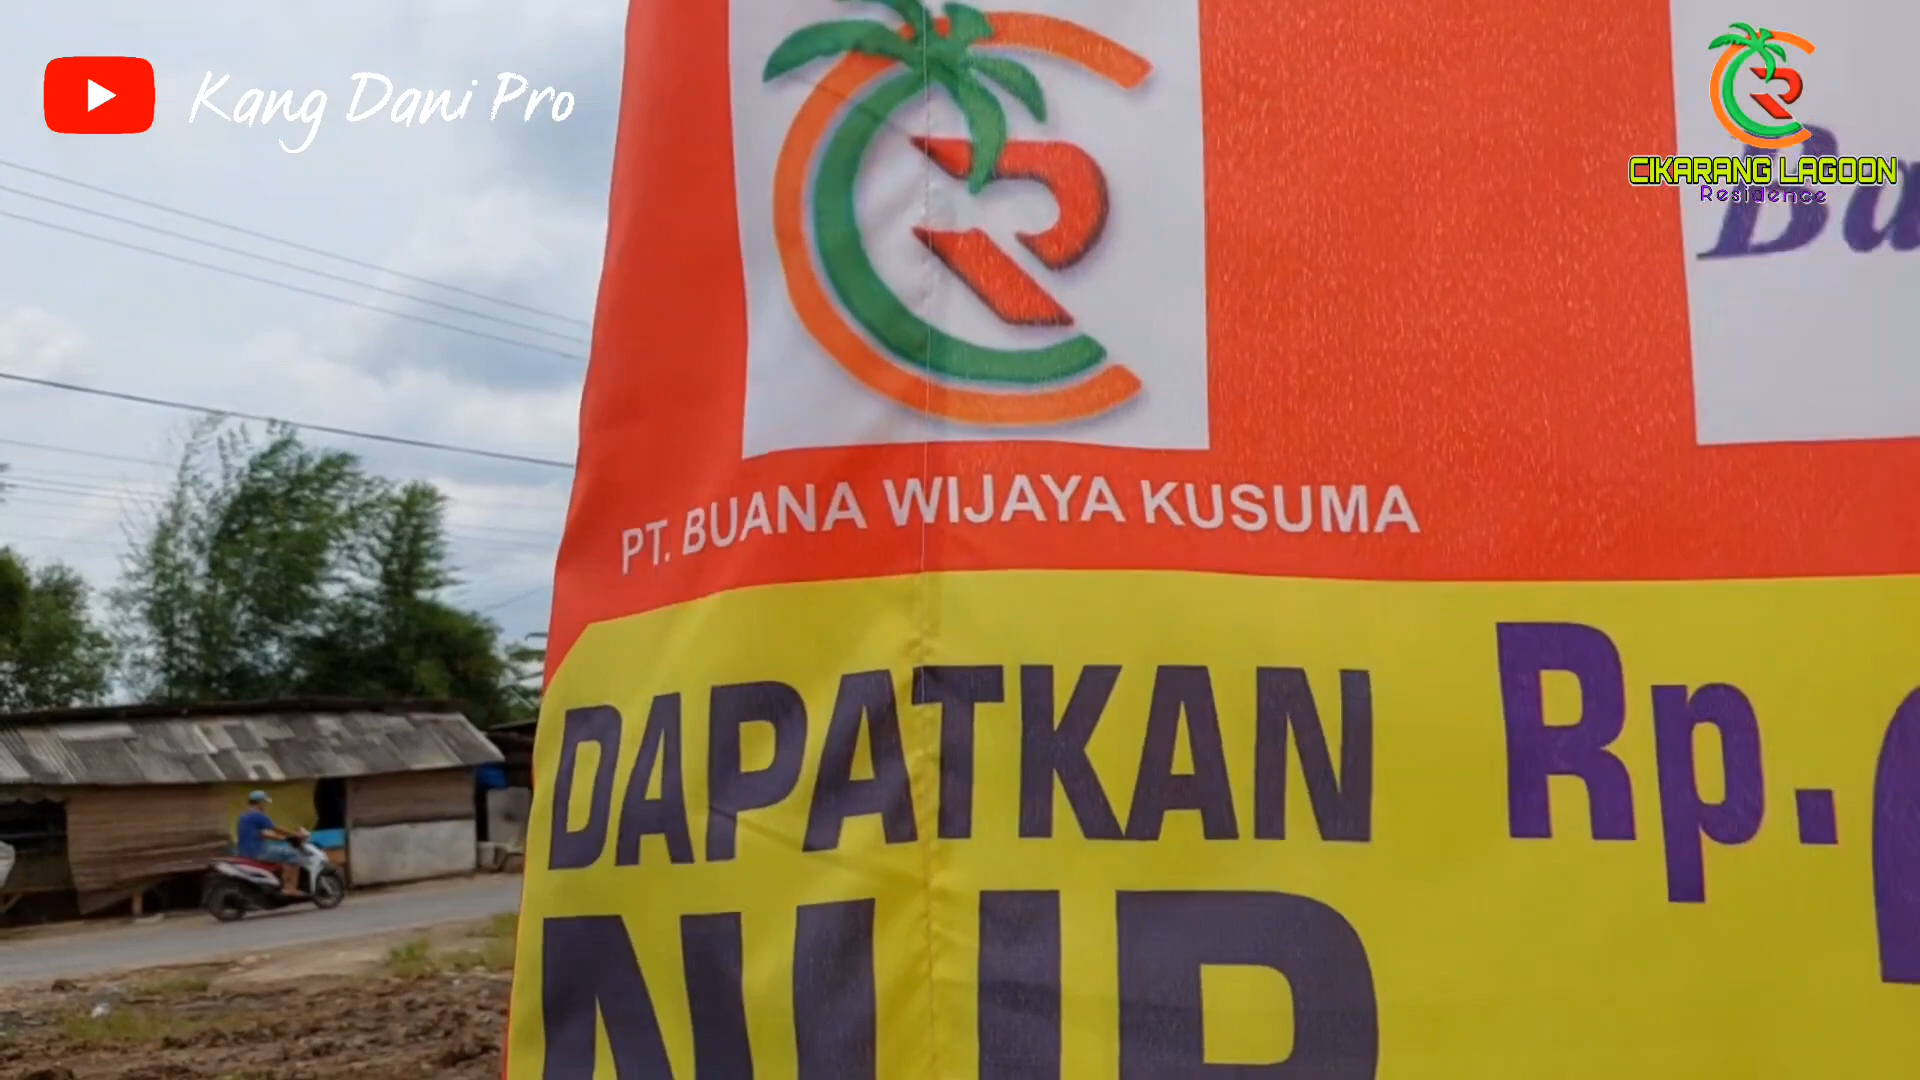 Kang Dani Pro
CIKARANG LAGOON
Residence
PT. BUANA WIJAYA KUSUMA
DAPATKAN Rp.